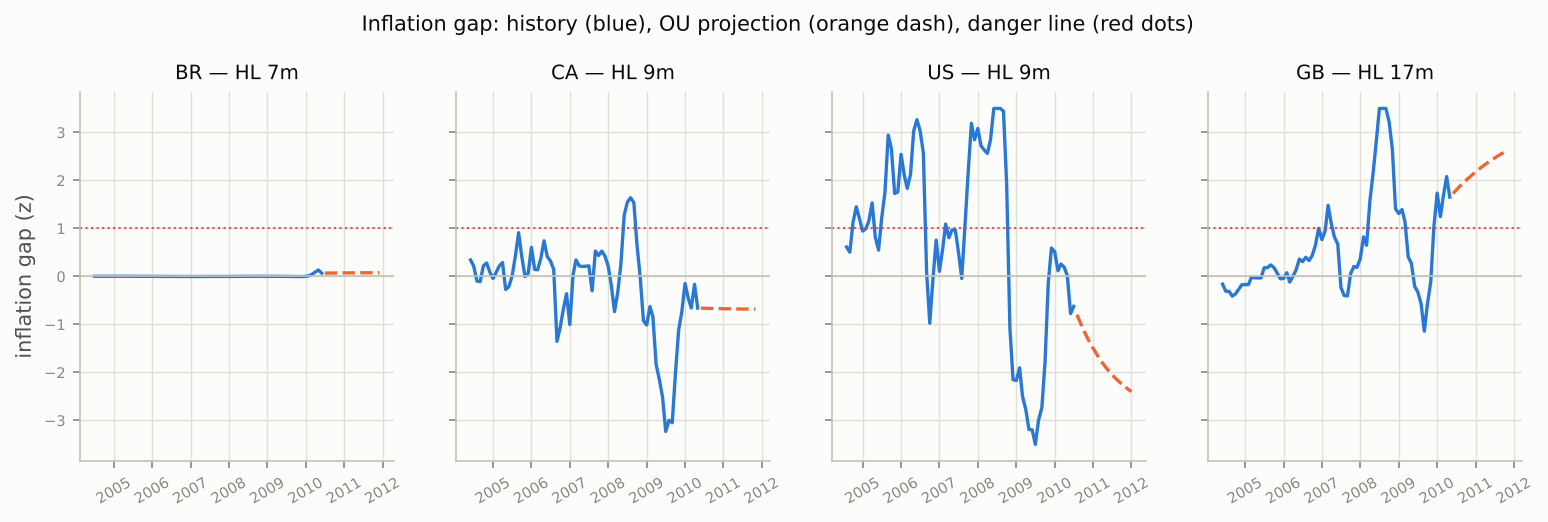 Inflation gap: history (blue), OU projection (orange dash), danger line (red dots)
BR — HL 7m
CA — HL 9m
US — HL 9m
GB — HL 17m
inflation gap (z)
3
2
1
0
−1
−2
−3
2005 2006 2007 2008 2009 2010 2011 2012
2005 2006 2007 2008 2009 2010 2011 2012
2005 2006 2007 2008 2009 2010 2011 2012
2005 2006 2007 2008 2009 2010 2011 2012